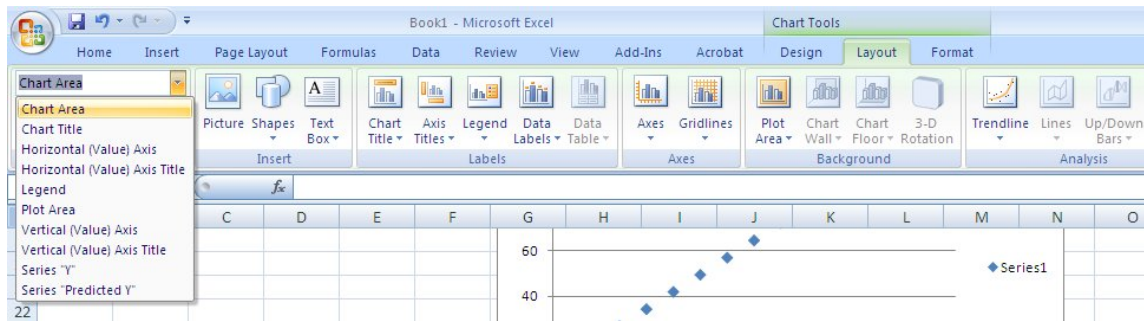 Book1 - Microsoft Excel
Chart Tools
Home Insert Page Layout Formulas Data Review View Add-Ins Acrobat Design Layout Format
Chart Area
Chart Area
Chart Title
Horizontal (Value) Axis
Horizontal (Value) Axis Title
Legend
Plot Area
Vertical (Value) Axis
Vertical (Value) Axis Title
Series "Y"
Series "Predicted Y"
Picture Shapes Text Box
Insert
Chart Title Axis Titles Legend Data Labels Data Table
Labels
Axes Gridlines
Axes
Plot Area Chart Wall Chart Floor 3-D Rotation
Background
Trendline Lines Up/Down Bars
Analysis
fx
C D E F G H I J K L M N O
60
40
Series1
22